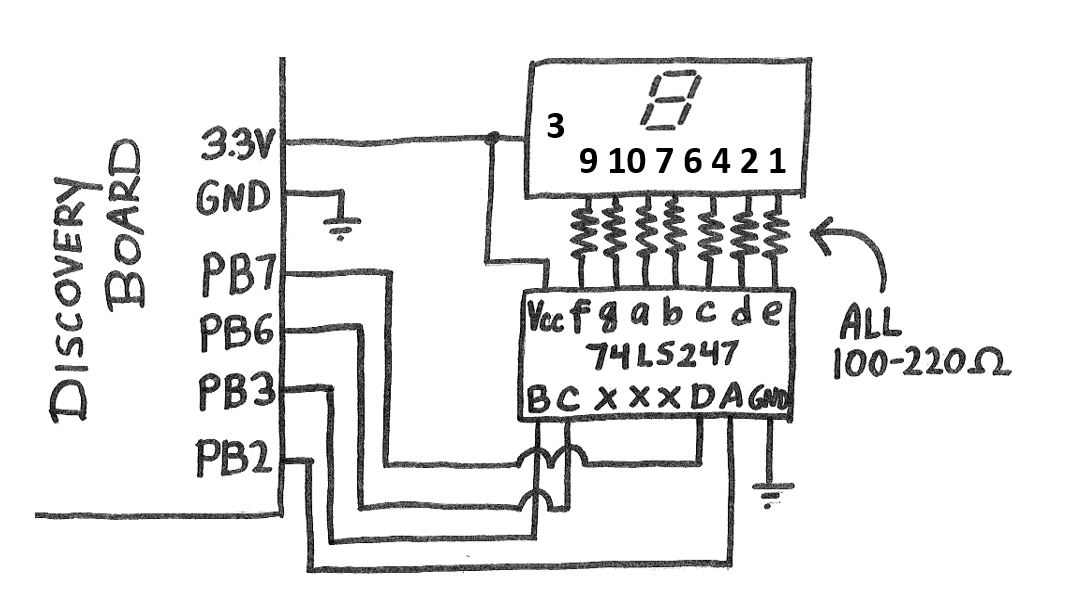 DISCOVERY
BOARD
3.3V
GND
PB7
PB6
PB3
PB2
3
9 10 7 6 4 2 1
Vcc f g a b c d e
74LS247
B C X X X D A GND
ALL
100-220Ω